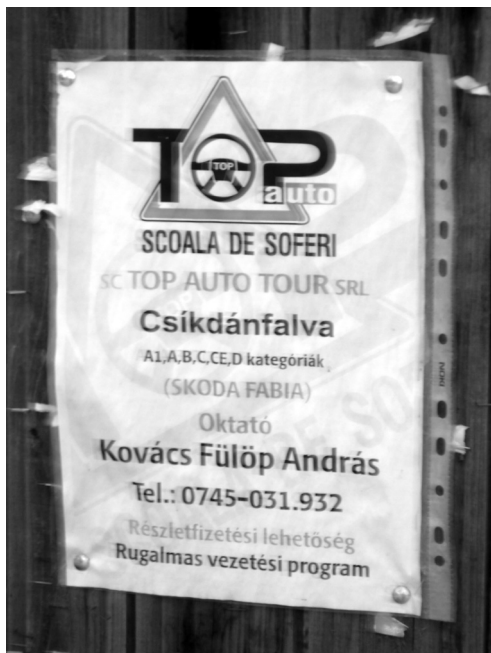 TOP
TOP
auto
SCOALA DE SOFERI
SC TOP AUTO TOUR SRL
Csíkdánfalva
A1,A,B,C,CE,D kategóriák
(SKODA FABIA)
Oktató
Kovács Fülöp András
Tel.: 0745-031.932
Részletfizetési lehetőség
Rugalmas vezetési program